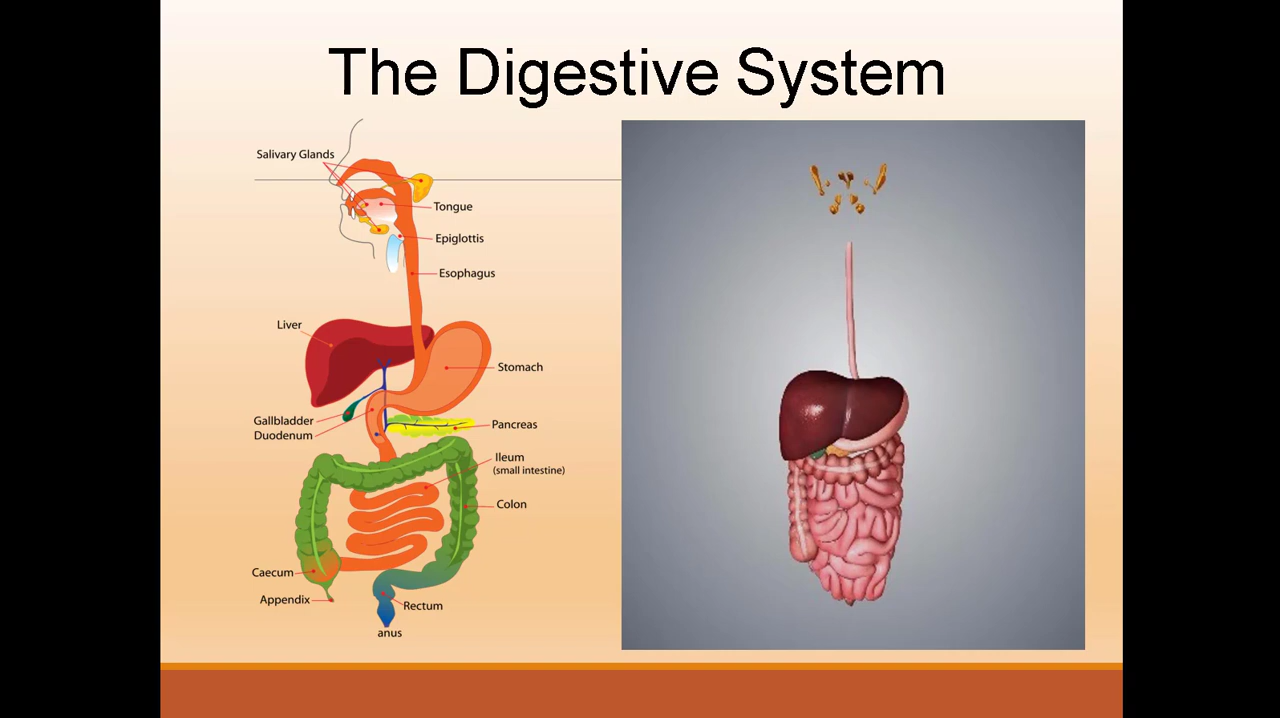 The Digestive System
Salivary Glands
Tongue
Epiglottis
Esophagus
Liver
Stomach
Gallbladder
Duodenum
Pancreas
Ileum
(small intestine)
Colon
Caecum
Appendix
Rectum
anus